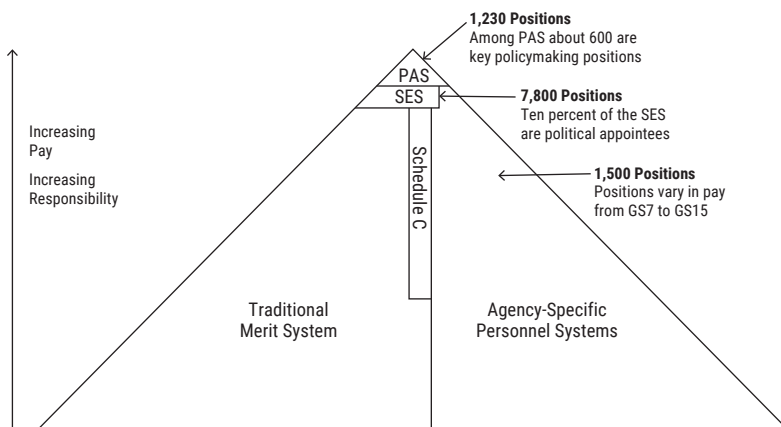 1,230 Positions
Among PAS about 600 are
key policymaking positions
PAS
SES
7,800 Positions
Ten percent of the SES
are political appointees
Increasing
Pay
Increasing
Responsibility
Schedule C
1,500 Positions
Positions vary in pay
from GS7 to GS15
Traditional
Merit System
Agency-Specific
Personnel Systems